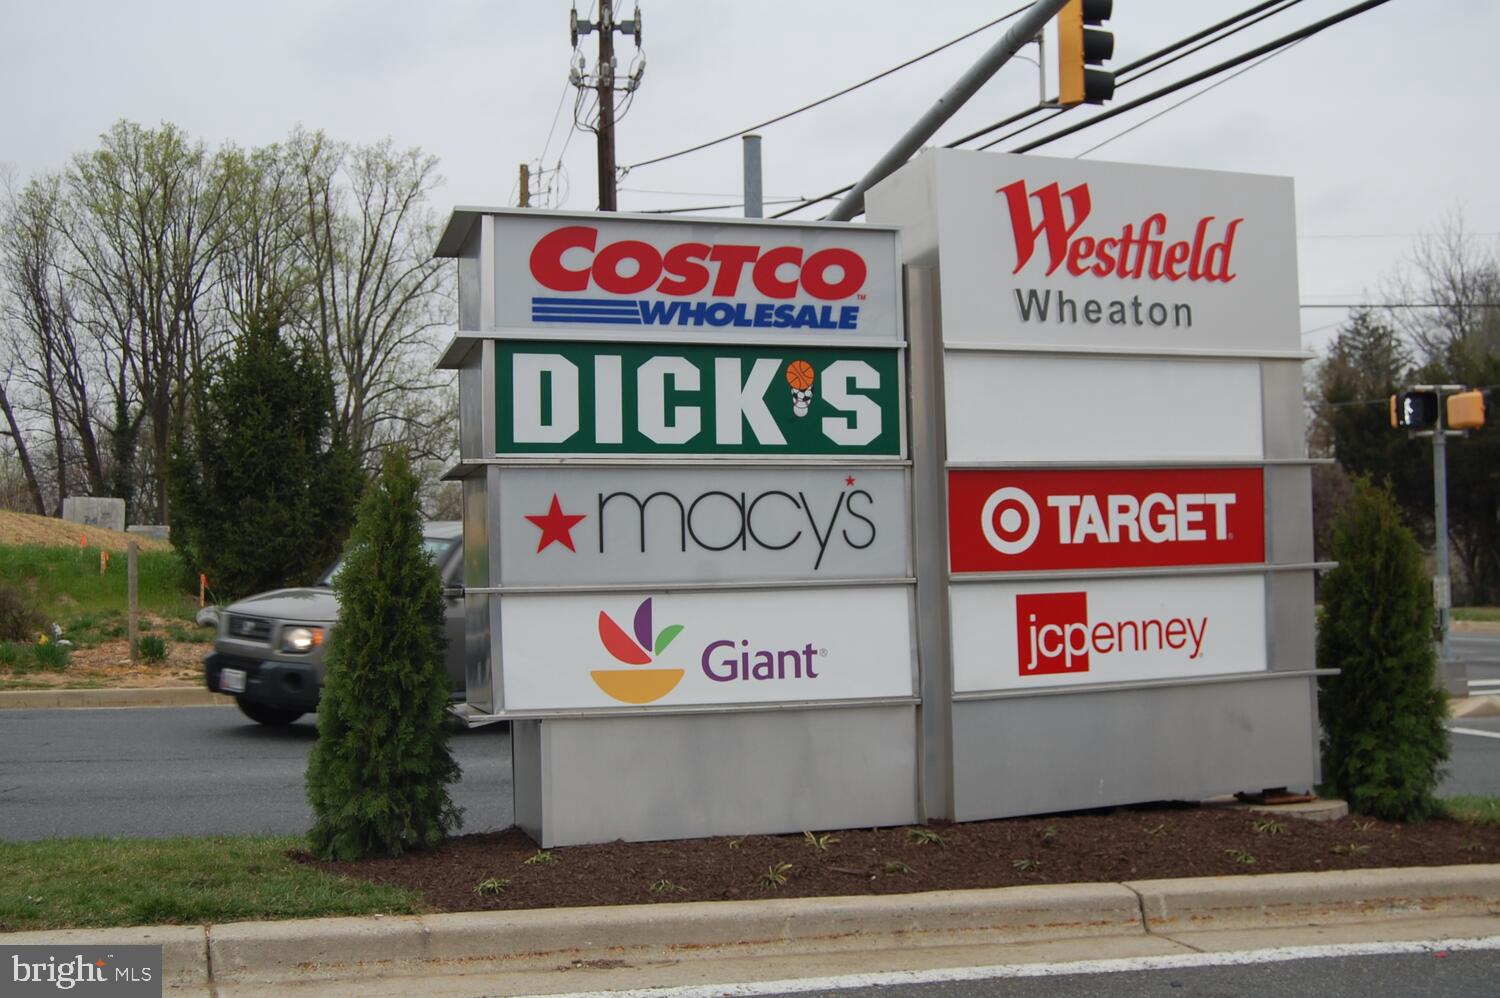 COSTCO
WHOLESALE
DICK'S
macy's
Giant
Westfield
Wheaton
TARGET
jcpenney
bright MLS